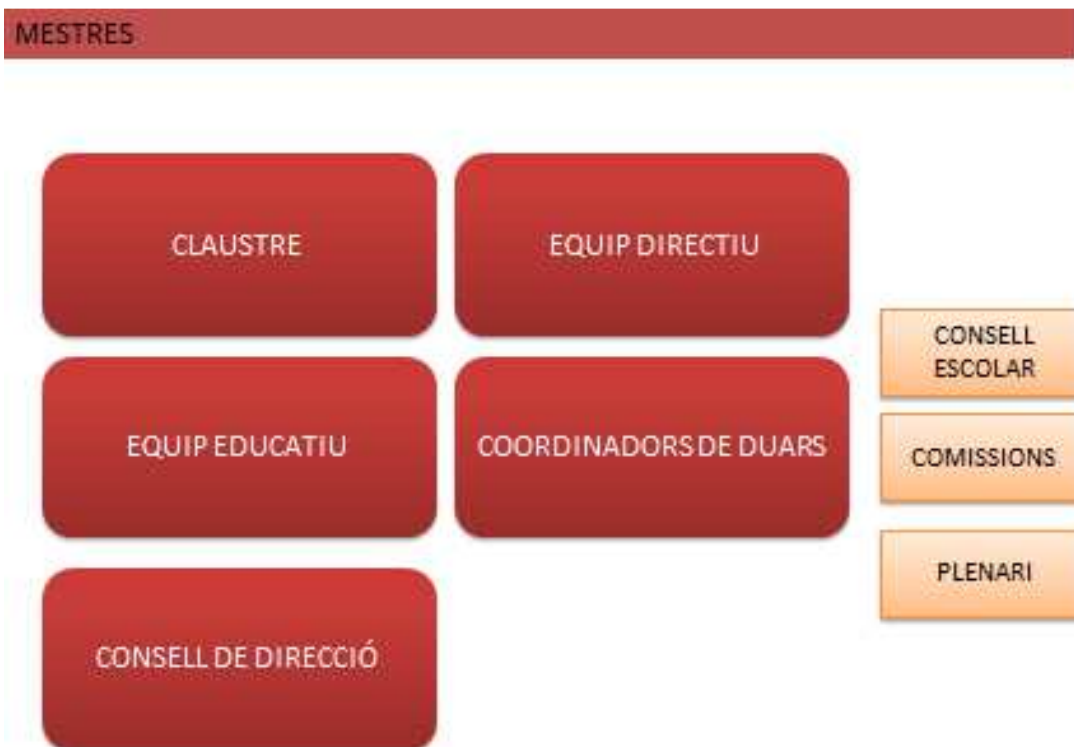 MESTRES
CLAUSTRE
EQUIP DIRECTIU
EQUIP EDUCATIU
COORDINADORS DE DUARS
CONSELL DE DIRECCIÓ
CONSELL
ESCOLAR
COMISSIONS
PLENARI